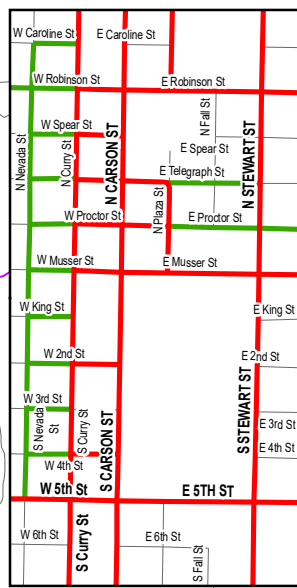 W Caroline St
E Caroline St
W Robinson St
E Robinson St
N Fall St
W Spear St
N Nevada St
N Curry St
N CARSON ST
E Spear St
E Telegraph St
N STEWART ST
W Proctor St
N Plaza St
E Proctor St
W Musser St
E Musser St
W King St
E King St
W 2nd St
E 2nd St
W 3rd St
S Nevada
St
S Curry St
S CARSON ST
S STEWART ST
E 3rd St
E 4th St
W 4th St
W 5th St
E 5TH ST
W 6th St
S Curry St
E 6th St
S Fall St